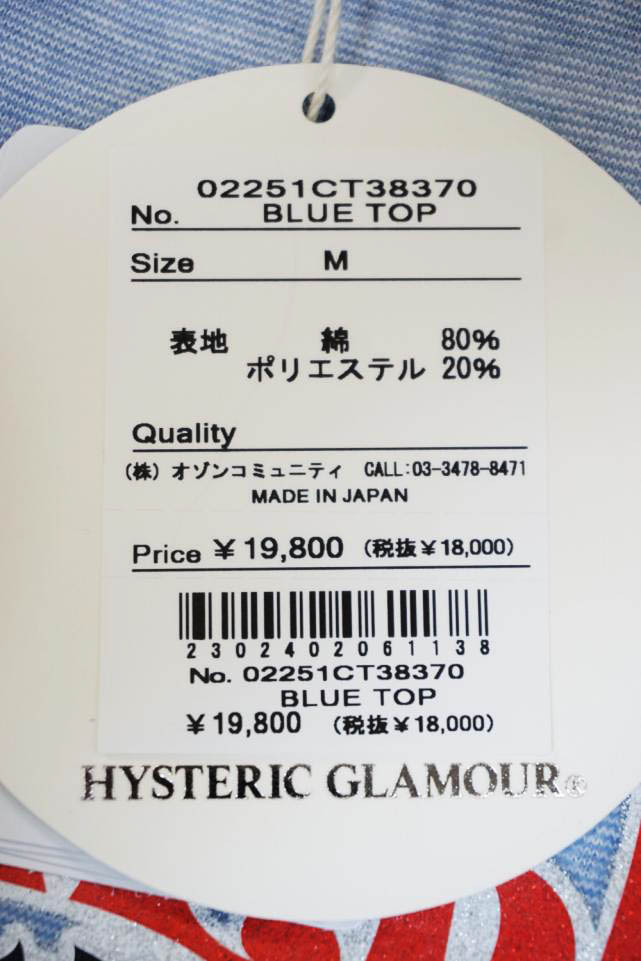 02251CT38370
No. BLUE TOP
Size M
表地 綿 80%
ポリエステル 20%
Quality
(株) オゾンコミュニティ CALL:03-3478-8471
MADE IN JAPAN
Price ¥19,800 (税抜¥18,000)
2302402061138
No. 02251CT38370
BLUE TOP
¥19,800 (税抜¥18,000)
HYSTERIC GLAMOUR®